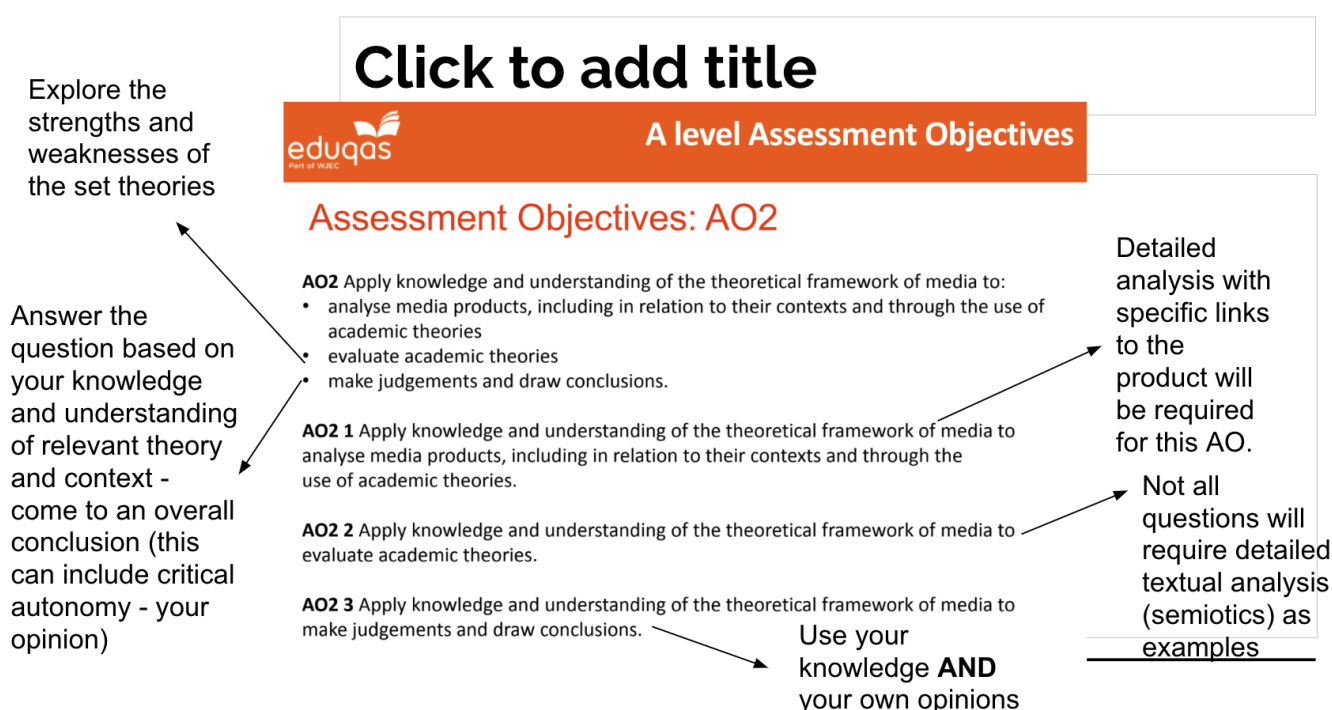 Click to add title
Explore the
strengths and
weaknesses of
the set theories
eduqas
Part of WJEC
A level Assessment Objectives
Assessment Objectives: AO2
AO2 Apply knowledge and understanding of the theoretical framework of media to:
• analyse media products, including in relation to their contexts and through the use of
academic theories
• evaluate academic theories
• make judgements and draw conclusions.
AO2 1 Apply knowledge and understanding of the theoretical framework of media to
analyse media products, including in relation to their contexts and through the
use of academic theories.
AO2 2 Apply knowledge and understanding of the theoretical framework of media to
evaluate academic theories.
AO2 3 Apply knowledge and understanding of the theoretical framework of media to
make judgements and draw conclusions.
Answer the
question based on
your knowledge
and understanding
of relevant theory
and context -
come to an overall
conclusion (this
can include critical
autonomy - your
opinion)
Detailed
analysis with
specific links
to the
product will
be required
for this AO.
Not all
questions will
require detailed
textual analysis
(semiotics) as
examples
Use your
knowledge AND
your own opinions